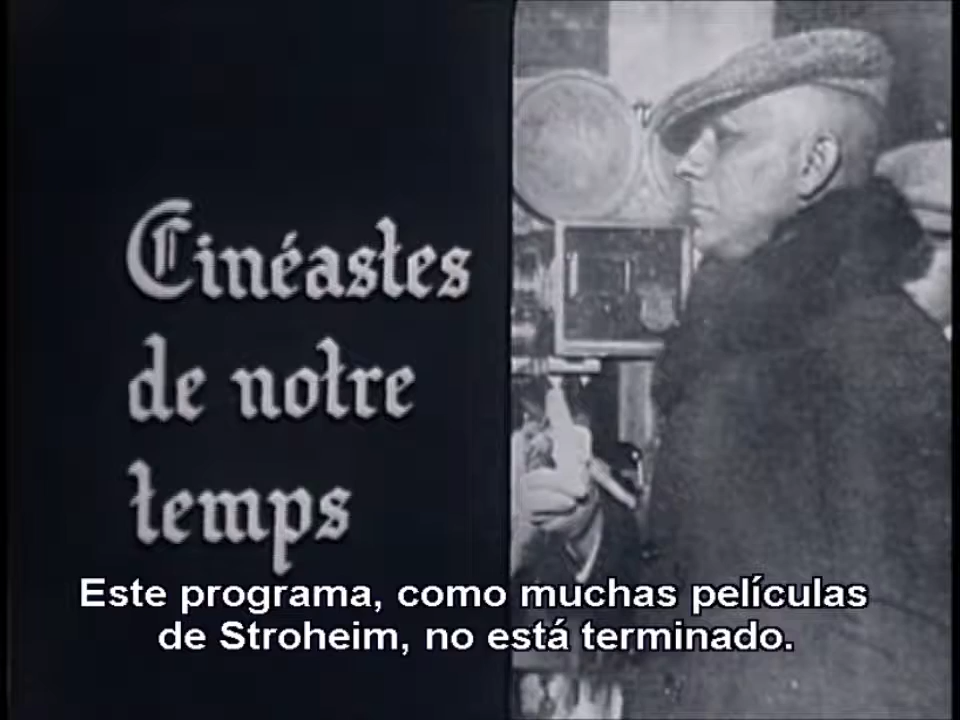 Cinéastes
de notre
temps
Este programa, como muchas películas
de Stroheim, no está terminado.